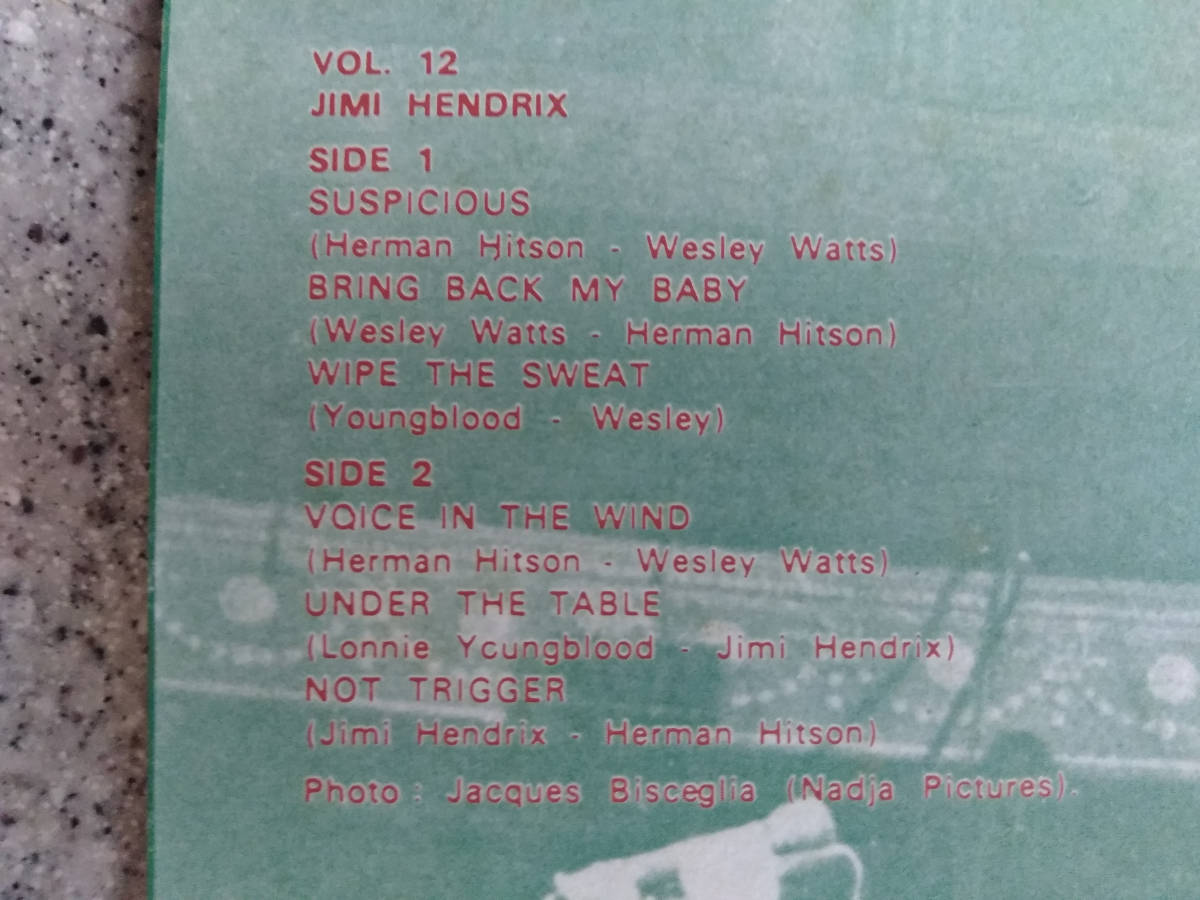 VOL. 12
JIMI HENDRIX
SIDE 1
SUSPICIOUS
(Herman Hitson - Wesley Watts)
BRING BACK MY BABY
(Wesley Watts - Herman Hitson)
WIPE THE SWEAT
(Youngblood - Wesley)
SIDE 2
VOICE IN THE WIND
(Herman Hitson - Wesley Watts)
UNDER THE TABLE
(Lonnie Youngblood - Jimi Hendrix)
NOT TRIGGER
(Jimi Hendrix - Herman Hitson)
Photo : Jacques Bisceglia (Nadja Pictures).